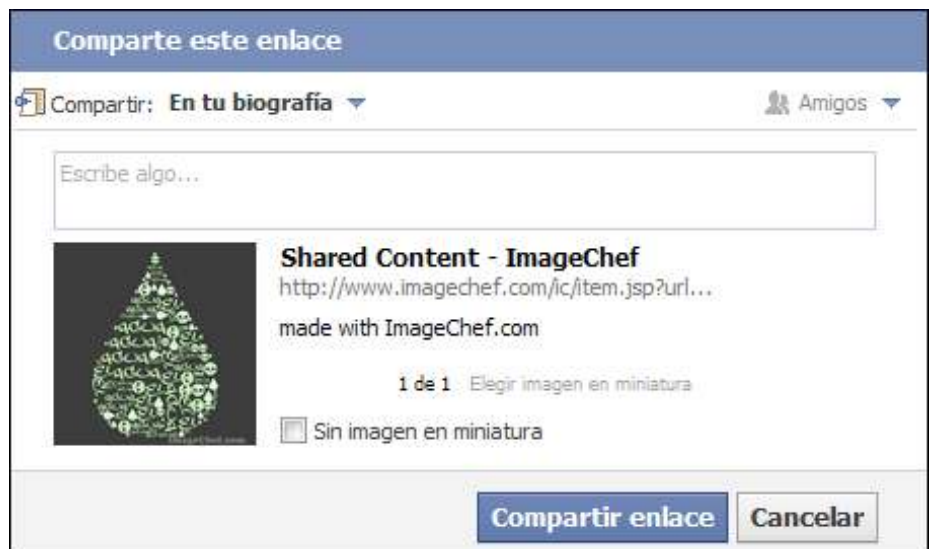 Comparte este enlace
Compartir: En tu biografía
Amigos
Escribe algo...
Shared Content - ImageChef
http://www.imagechef.com/ic/item.jsp?url...
made with ImageChef.com
1 de 1 Elegir imagen en miniatura
Sin imagen en miniatura
ImageChef.com
Compartir enlace
Cancelar